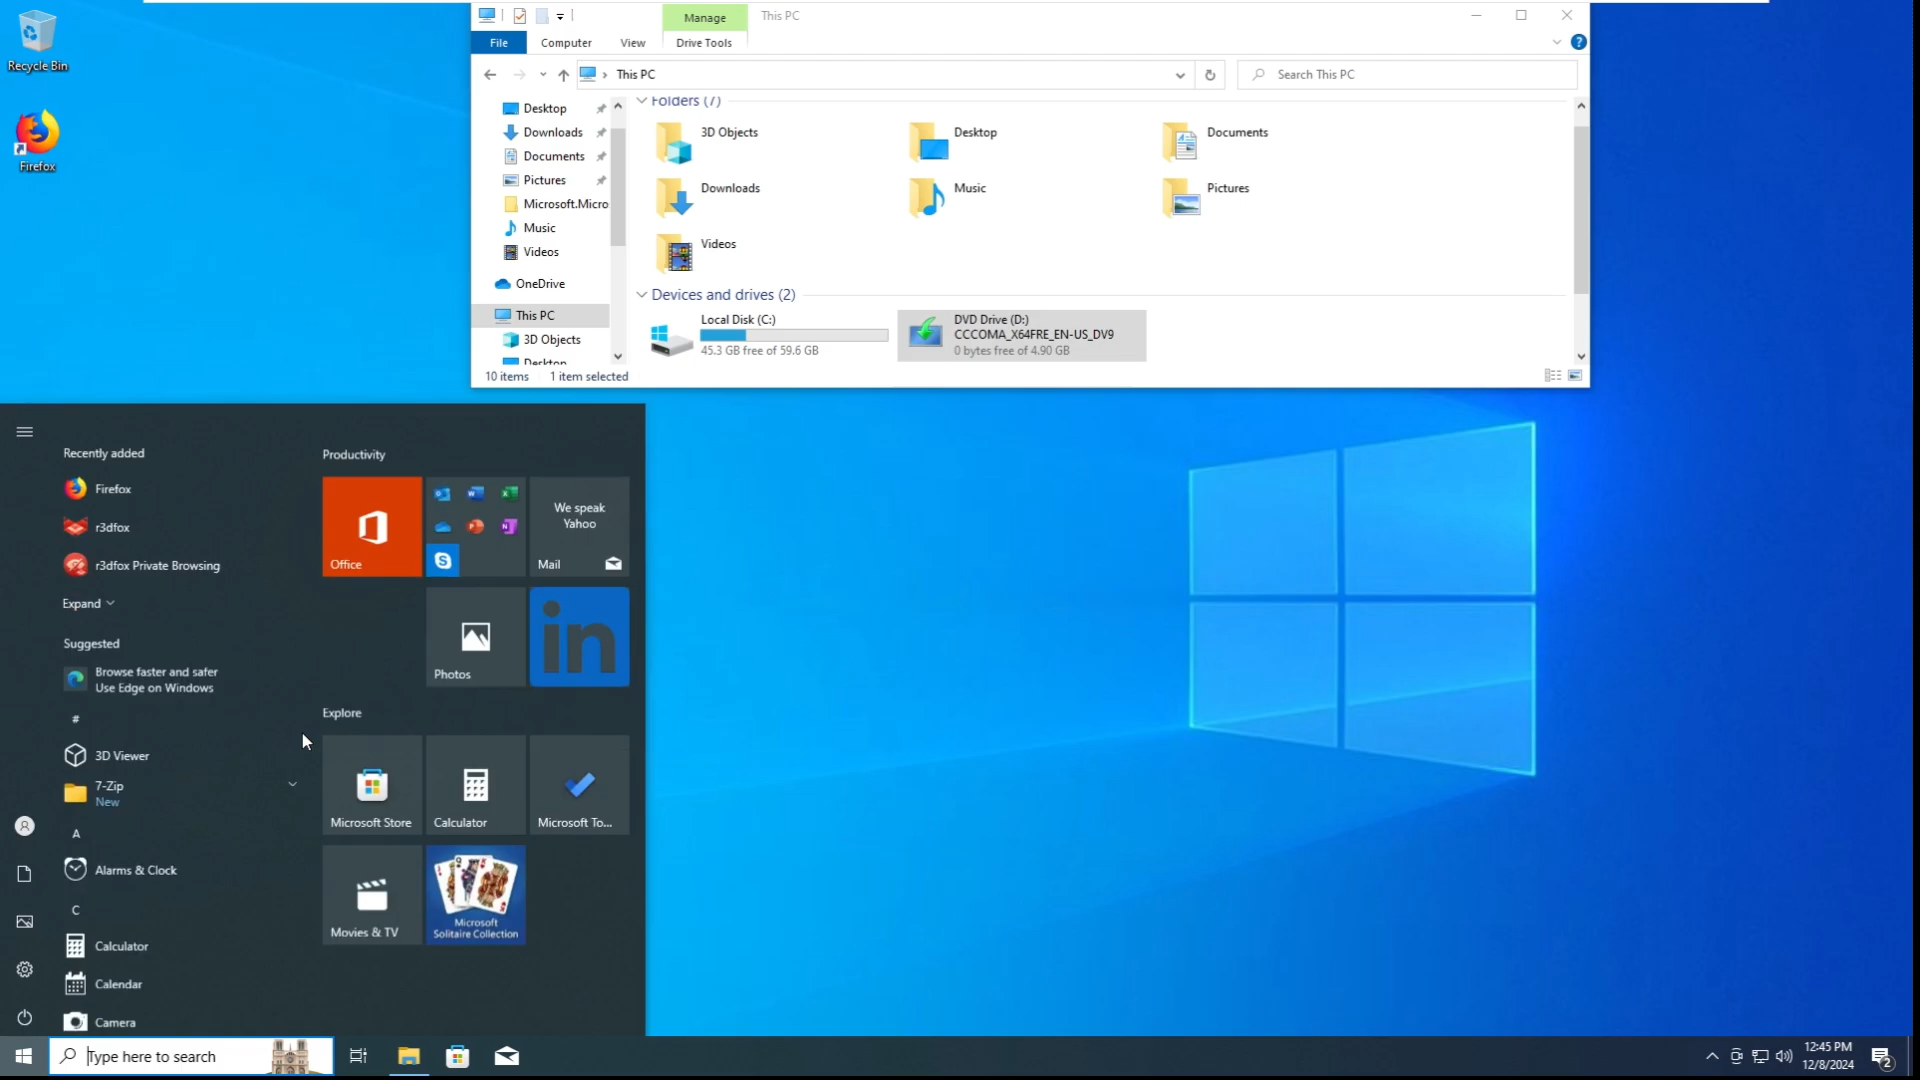 Recycle Bin
Firefox
Manage
This PC
File
Computer
View
Drive Tools
This PC
Search This PC
Desktop
Downloads
Documents
Pictures
Microsoft.Micro
Music
Videos
OneDrive
This PC
3D Objects
Desktop
Folders (7)
3D Objects
Desktop
Documents
Downloads
Music
Pictures
Videos
Devices and drives (2)
Local Disk (C:)
45.3 GB free of 59.6 GB
DVD Drive (D:)
CCCOMA_X64FRE_EN-US_DV9
0 bytes free of 4.90 GB
10 items
1 item selected
Recently added
Firefox
r3dfox
r3dfox Private Browsing
Expand
Suggested
Browse faster and safer
Use Edge on Windows
#
3D Viewer
7-Zip
New
A
Alarms & Clock
C
Calculator
Calendar
Camera
Productivity
Office
We speak
Yahoo
Mail
Photos
in
Explore
Microsoft Store
Calculator
Microsoft To...
Movies & TV
Microsoft
Solitaire Collection
Type here to search
12:45 PM
12/8/2024
2